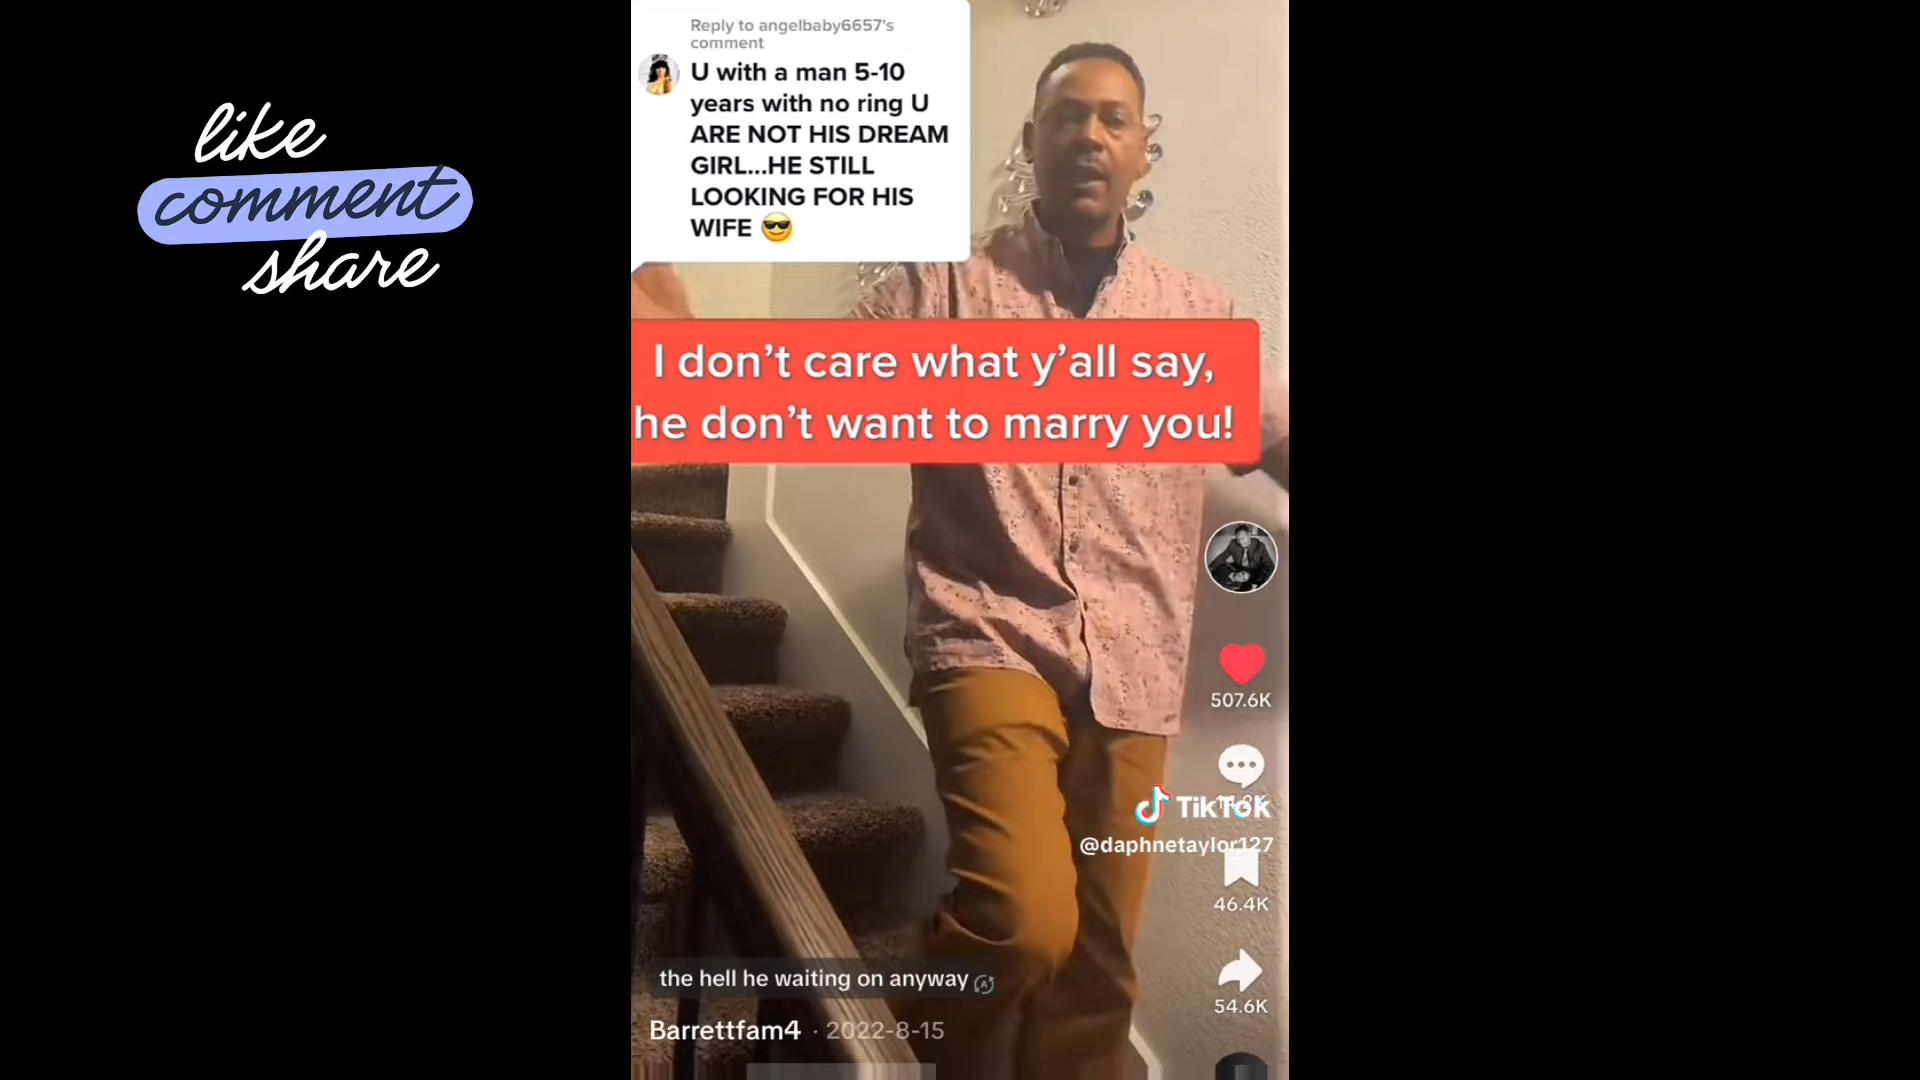 like
comment
share
Reply to angelbaby6657's
comment
U with a man 5-10
years with no ring U
ARE NOT HIS DREAM
GIRL...HE STILL
LOOKING FOR HIS
WIFE 😎
I don't care what y'all say,
he don't want to marry you!
507.6K
TikTok
@daphnetaylor127
46.4K
54.6K
the hell he waiting on anyway
Barrettfam4 · 2022-8-15